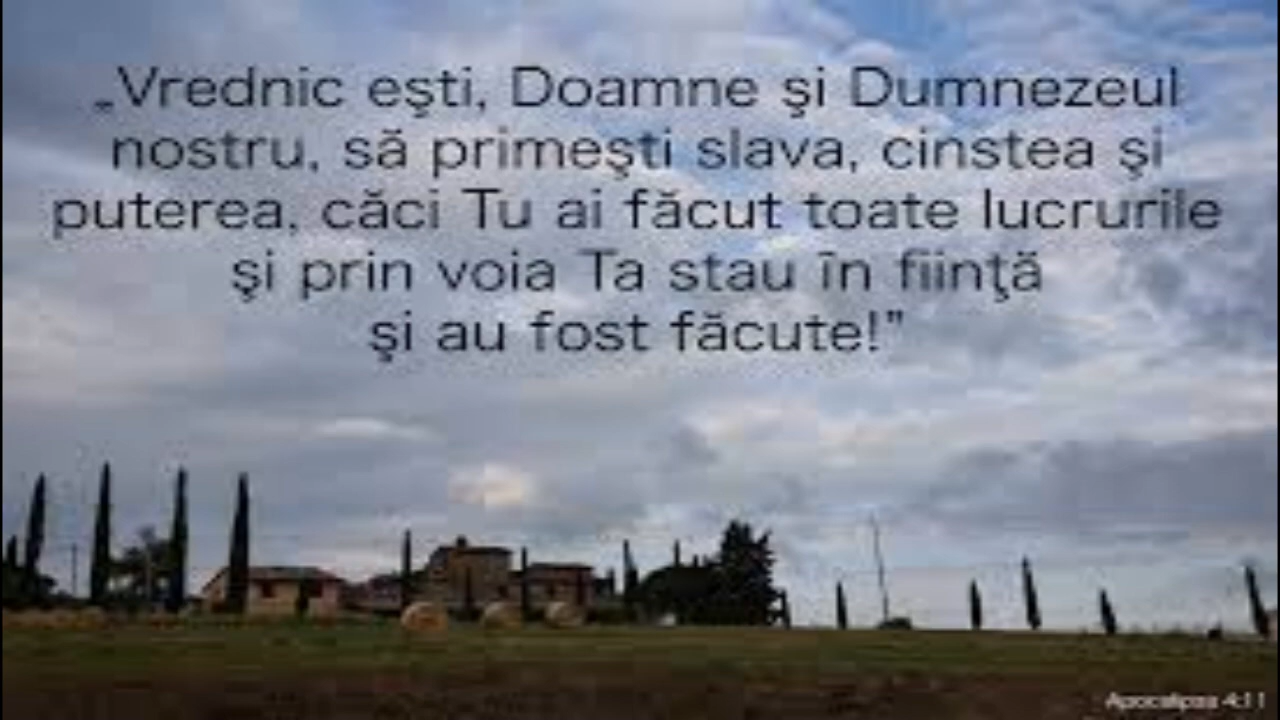 „Vrednic eşti, Doamne şi Dumnezeul
nostru, să primeşti slava, cinstea şi
puterea, căci Tu ai făcut toate lucrurile
şi prin voia Ta stau în fiinţă
şi au fost făcute!”
Apocalipsa 4:11